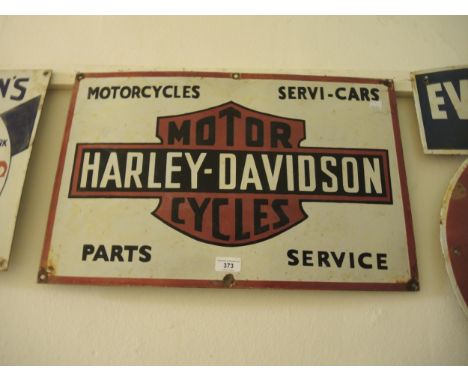 MOTORCYCLES SERVI-CARS
MOTOR
HARLEY-DAVIDSON
CYCLES
PARTS SERVICE
373
N'S
EV